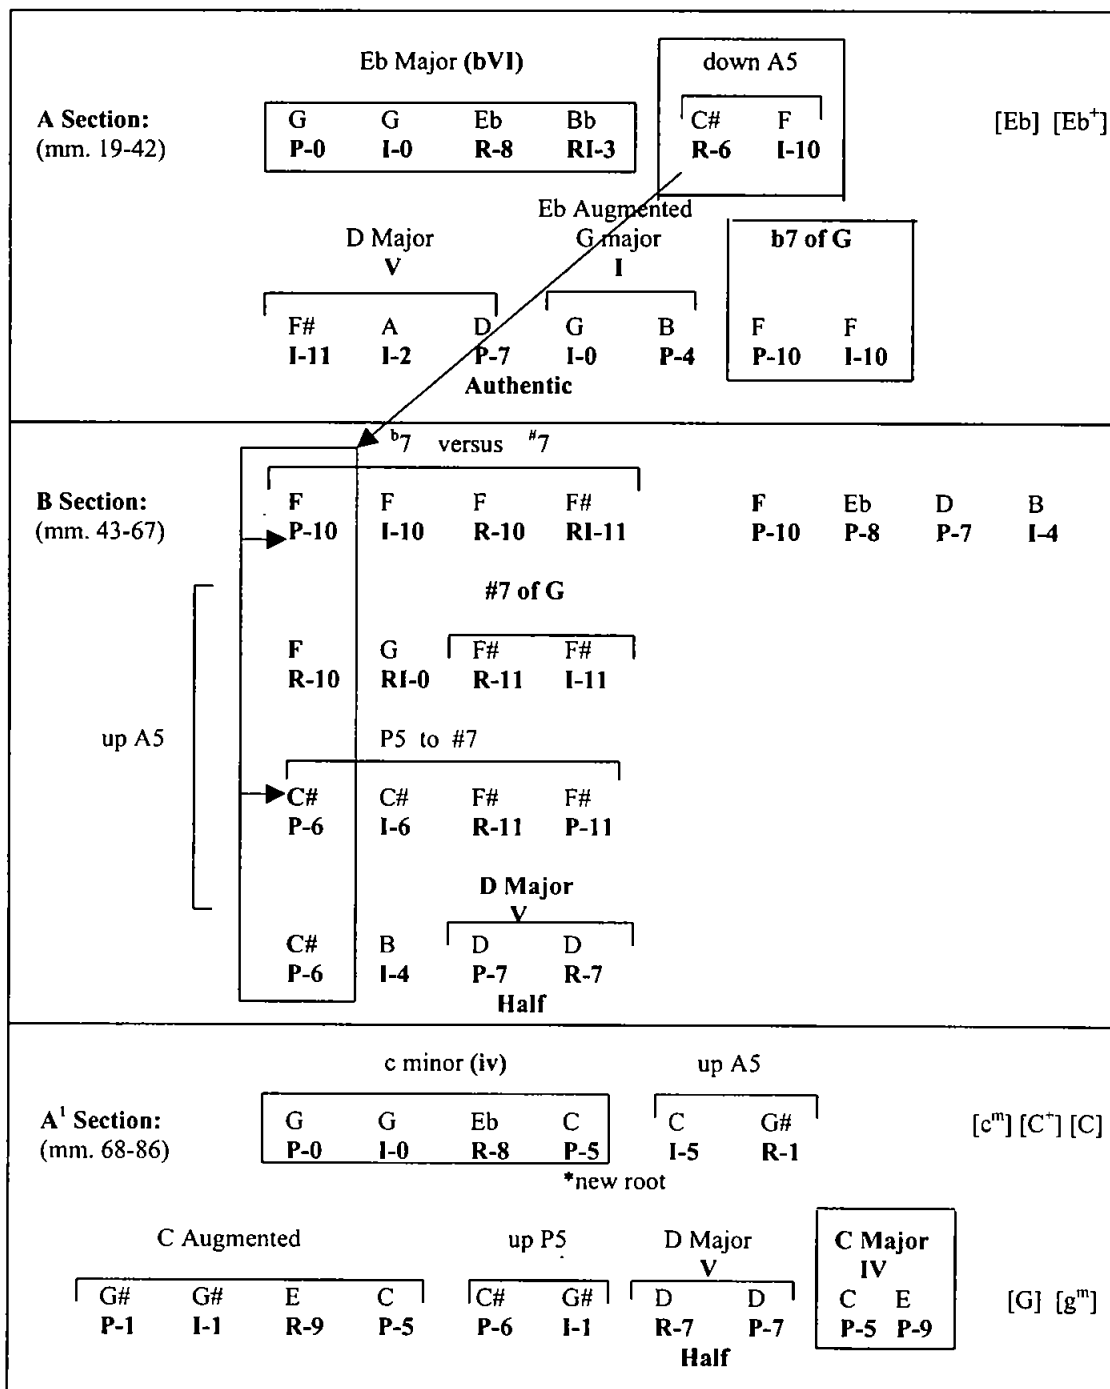 Eb Major (bVI) down A5
A Section: G G Eb Bb C# F [Eb] [Eb+]
(mm. 19-42) P-0 I-0 R-8 RI-3 R-6 I-10
Eb Augmented
D Major G major b7 of G
V I
F# A D G B F F
I-11 I-2 P-7 I-0 P-4 P-10 I-10
Authentic
b7 versus #7
B Section: F F F F# F Eb D B
(mm. 43-67) P-10 I-10 R-10 RI-11 P-10 P-8 P-7 I-4
#7 of G
F G F# F#
R-10 RI-0 R-11 I-11
up A5 P5 to #7
C# C# F# F#
P-6 I-6 R-11 P-11
D Major
V
C# B D D
P-6 I-4 P-7 R-7
Half
c minor (iv) up A5
A1 Section: G G Eb C C G# [cm] [C+] [C]
(mm. 68-86) P-0 I-0 R-8 P-5 I-5 R-1
*new root
C Augmented up P5 D Major C Major
V IV
G# G# E C C# G# D D C E [G] [gm]
P-1 I-1 R-9 P-5 P-6 I-1 R-7 P-7 P-5 P-9
Half